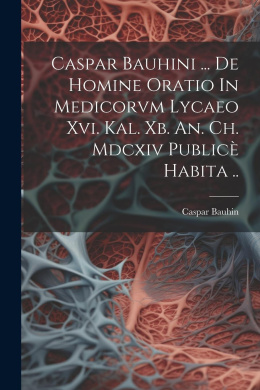 Caspar Bauhini ... De
Homine Oratio In
Medicorvm Lycaeo
Xvi. Kal. Xb. An. Ch.
Mdcxiv Publicè
Habita ..
Caspar Bauhin